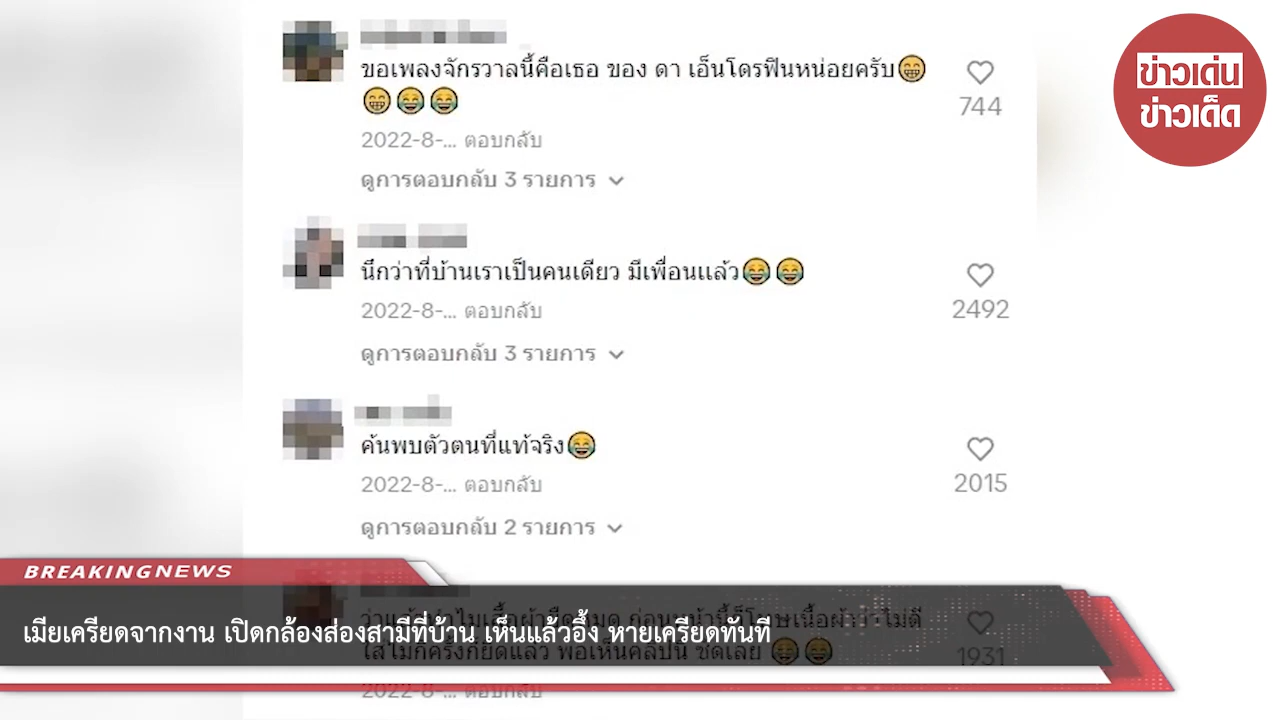 ขอเพลงจักรวาลนี้คือเธอ ของ ดา เอ็นโดรฟินหน่อยครับ😁
😁😂😂
744
2022-8-... ตอบกลับ
ดูการตอบกลับ 3 รายการ
นึกว่าที่บ้านเราเป็นคนเดียว มีเพื่อนแล้ว😂😂
2492
2022-8-... ตอบกลับ
ดูการตอบกลับ 3 รายการ
ค้นพบตัวตนที่แท้จริง😂
2015
2022-8-... ตอบกลับ
ดูการตอบกลับ 2 รายการ
1931
2022-8-... ตอบกลับ
ข่าวเด่น
ข่าวเด็ด
BREAKINGNEWS
เมียเครียดจากงาน เปิดกล้องส่องสามีที่บ้าน เห็นแล้วอึ้ง หายเครียดทันที